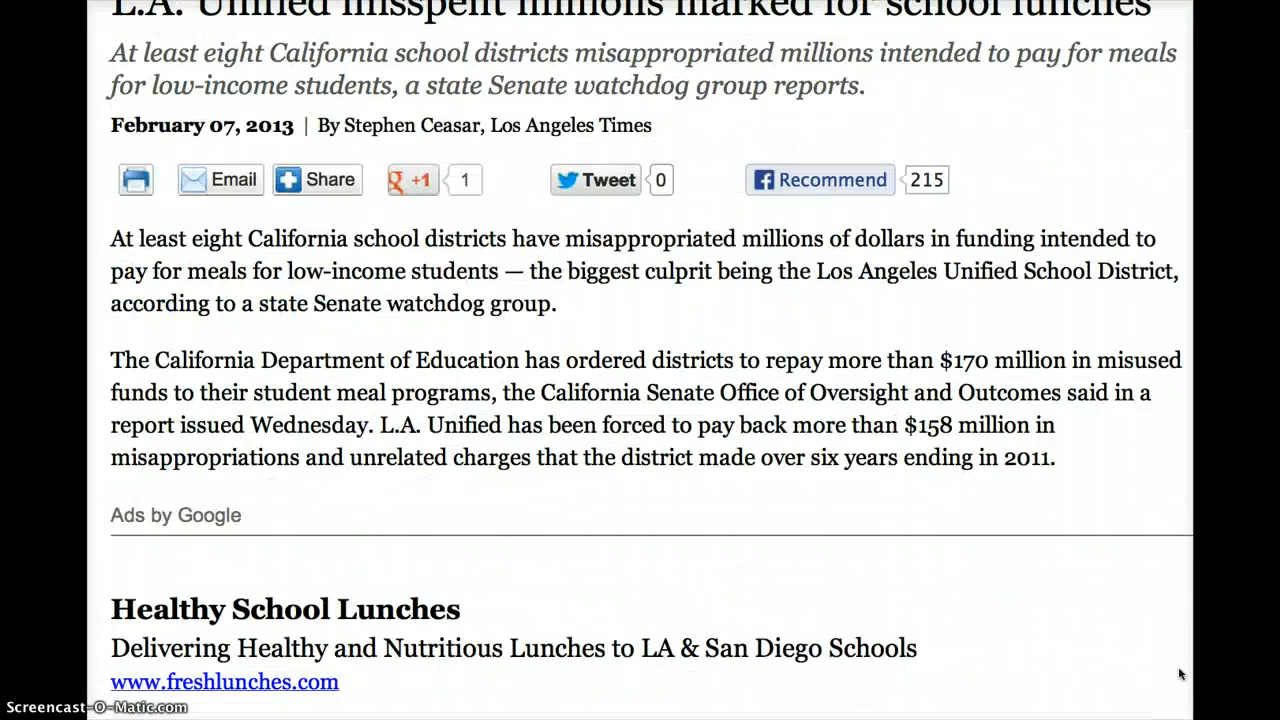 L.A. Unified misspent millions marked for school lunches
At least eight California school districts misappropriated millions intended to pay for meals
for low-income students, a state Senate watchdog group reports.
February 07, 2013 | By Stephen Ceasar, Los Angeles Times
Email Share g +1 1 Tweet 0 Recommend 215
At least eight California school districts have misappropriated millions of dollars in funding intended to
pay for meals for low-income students — the biggest culprit being the Los Angeles Unified School District,
according to a state Senate watchdog group.
The California Department of Education has ordered districts to repay more than $170 million in misused
funds to their student meal programs, the California Senate Office of Oversight and Outcomes said in a
report issued Wednesday. L.A. Unified has been forced to pay back more than $158 million in
misappropriations and unrelated charges that the district made over six years ending in 2011.
Ads by Google
Healthy School Lunches
Delivering Healthy and Nutritious Lunches to LA & San Diego Schools
www.freshlunches.com
Screencast-O-Matic.com